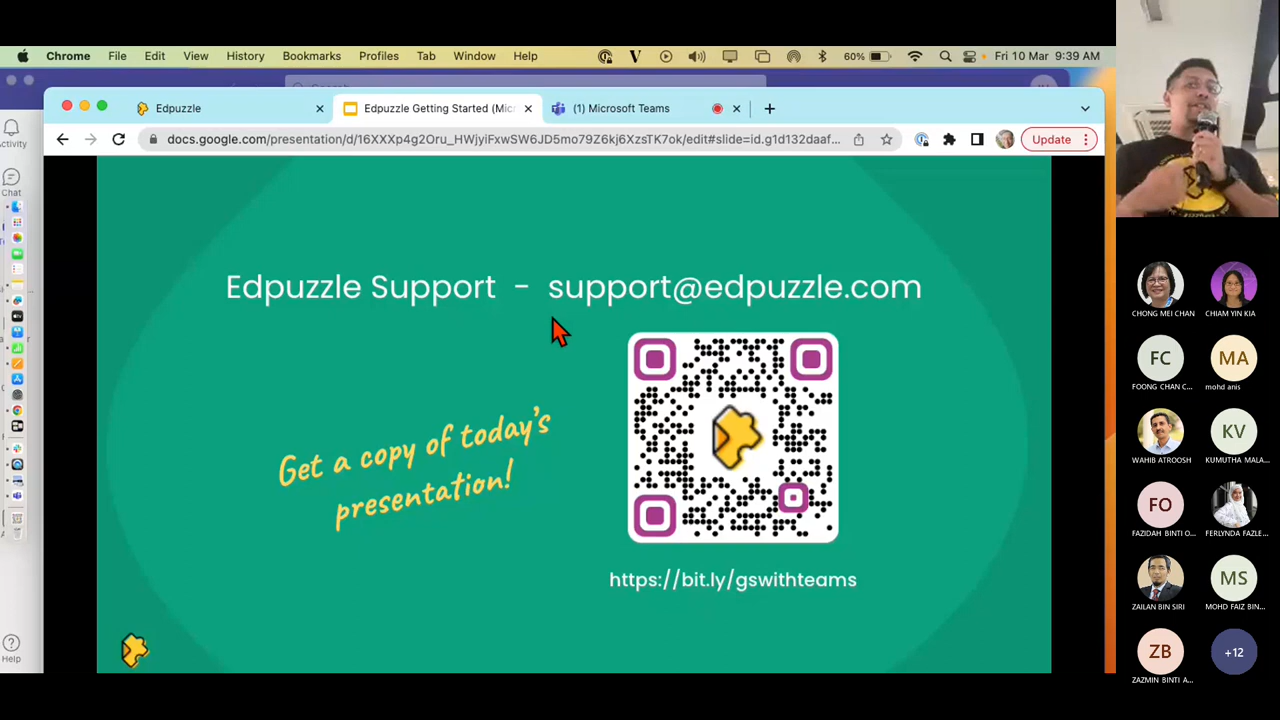 Chrome File Edit View History Bookmarks Profiles Tab Window Help
60% Fri 10 Mar 9:39 AM
Edpuzzle
Edpuzzle Getting Started (Micr
(1) Microsoft Teams
docs.google.com/presentation/d/16XXXp4g2Oru_HWjyiFxwSW6JD5mo79Z6kj6XzsTK7ok/edit#slide=id.g1d132daaf...
Update
Activity
Chat
Help
Edpuzzle Support - support@edpuzzle.com
Get a copy of today's
presentation!
https://bit.ly/gswithteams
CHONG MEI CHAN
CHIAM YIN KIA
FC
MA
FOONG CHAN C...
mohd anis
KV
WAHIB ATROOSH
KUMUTHA MALA...
FO
FAZIDAH BINTI O...
FERLYNDA FAZLE...
MS
ZAILAN BIN SIRI
MOHD FAIZ BIN...
ZB
+12
ZAZMIN BINTI A...